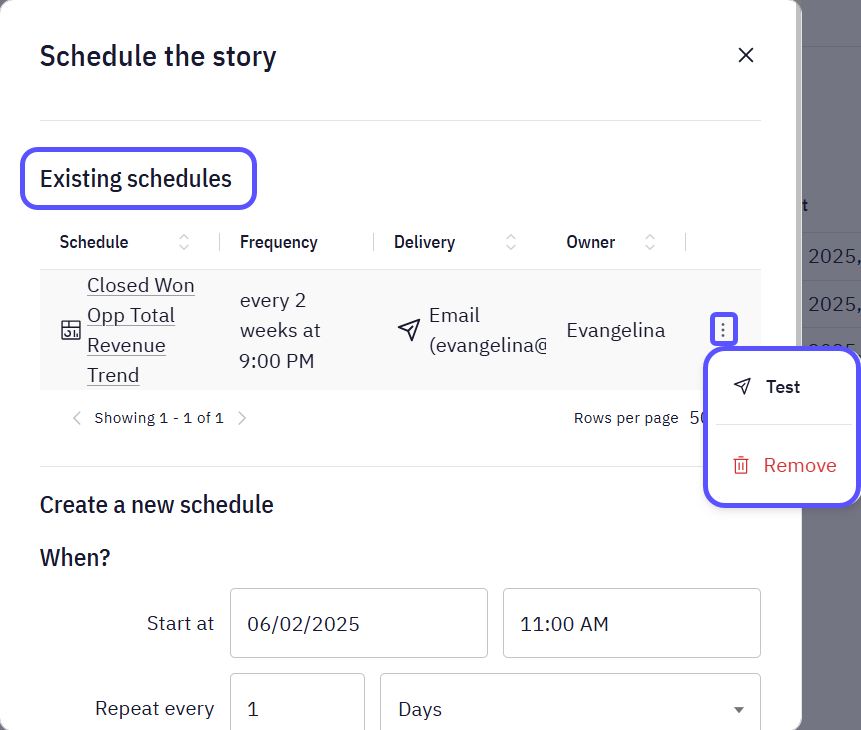 Schedule the story
Existing schedules
Schedule Frequency Delivery Owner
Closed Won
Opp Total
Revenue
Trend
every 2
weeks at
9:00 PM
Email
(evangelina@
Evangelina
2025,
2025,
Test
Remove
Showing 1 - 1 of 1
Rows per page
Create a new schedule
When?
Start at 06/02/2025 11:00 AM
Repeat every 1 Days